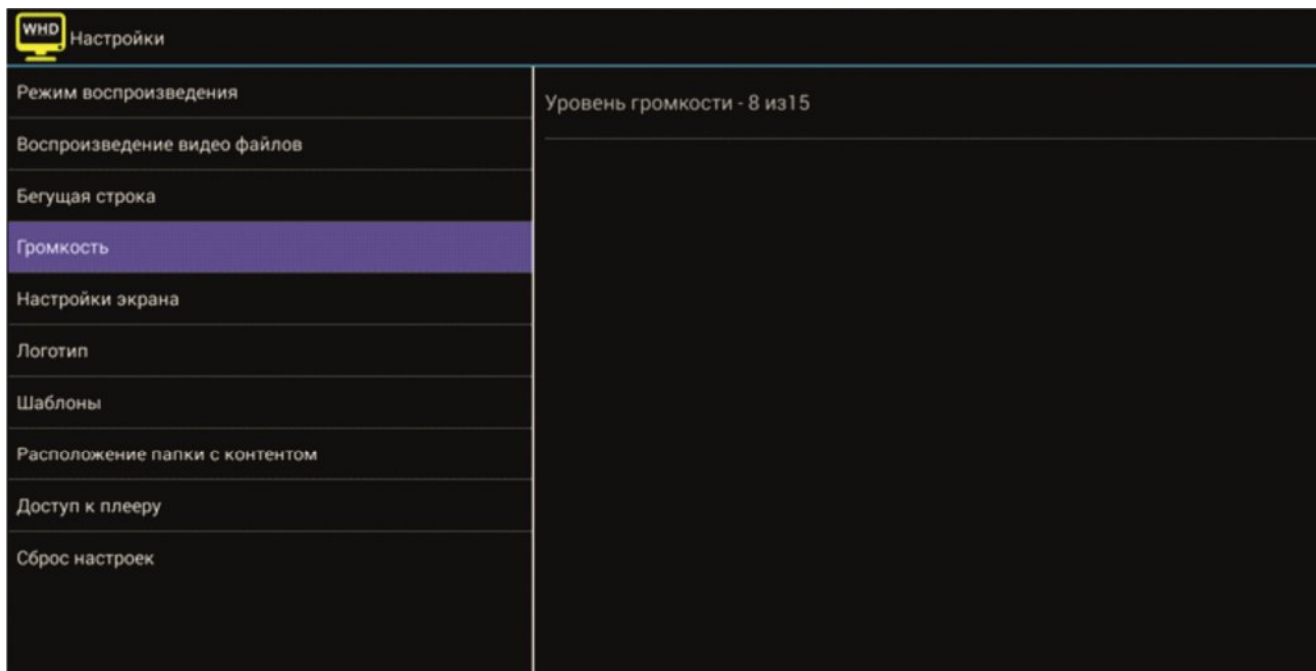 WHD
Настройки
Режим воспроизведения
Воспроизведение видео файлов
Бегущая строка
Громкость
Настройки экрана
Логотип
Шаблоны
Расположение папки с контентом
Доступ к плееру
Сброс настроек
Уровень громкости - 8 из15